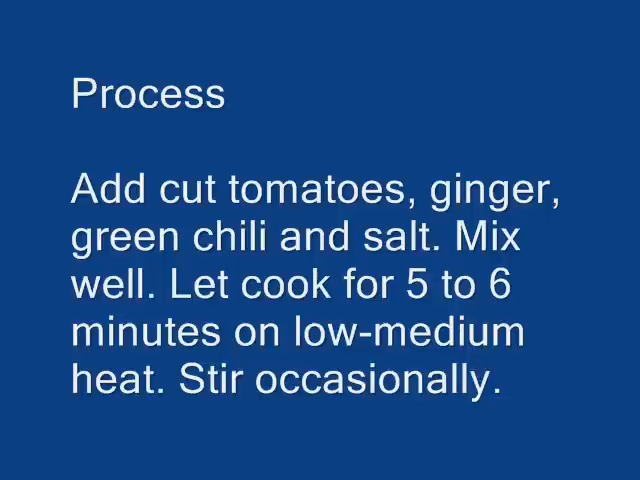 Process
Add cut tomatoes, ginger,
green chili and salt. Mix
well. Let cook for 5 to 6
minutes on low-medium
heat. Stir occasionally.